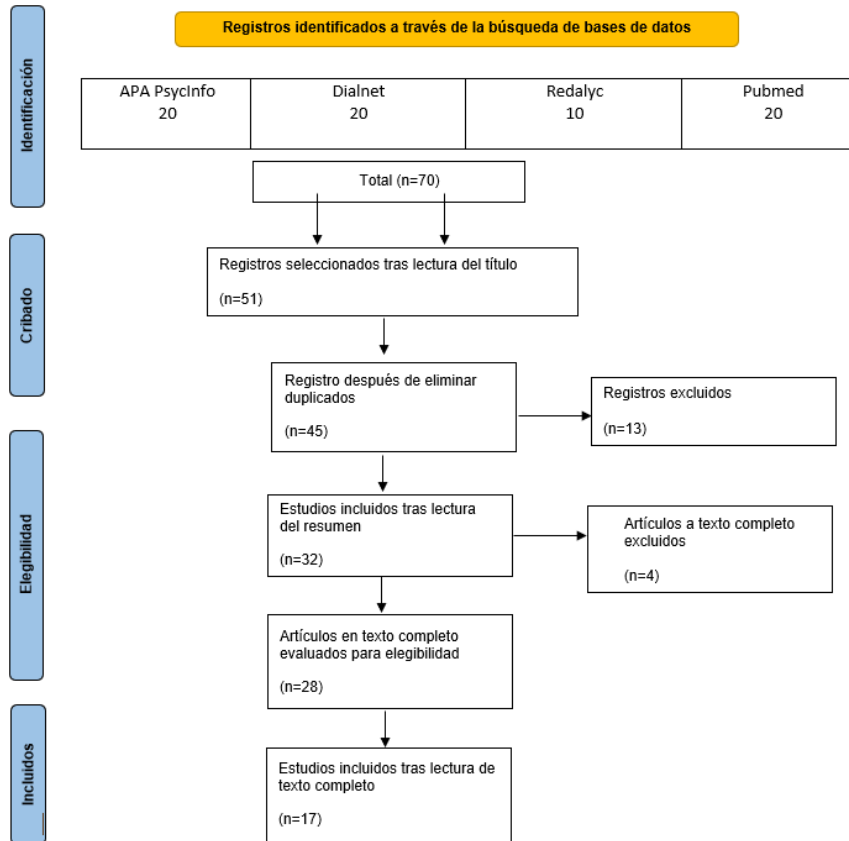 Registros identificados a través de la búsqueda de bases de datos
Identificación
APA PsycInfo
20
Dialnet
20
Redalyc
10
Pubmed
20
Total (n=70)
Cribado
Registros seleccionados tras lectura del título
(n=51)
Registro después de eliminar
duplicados
(n=45)
Registros excluidos
(n=13)
Elegibilidad
Estudios incluidos tras lectura
del resumen
(n=32)
Artículos a texto completo
excluidos
(n=4)
Artículos en texto completo
evaluados para elegibilidad
(n=28)
Incluidos
Estudios incluidos tras lectura de
texto completo
(n=17)